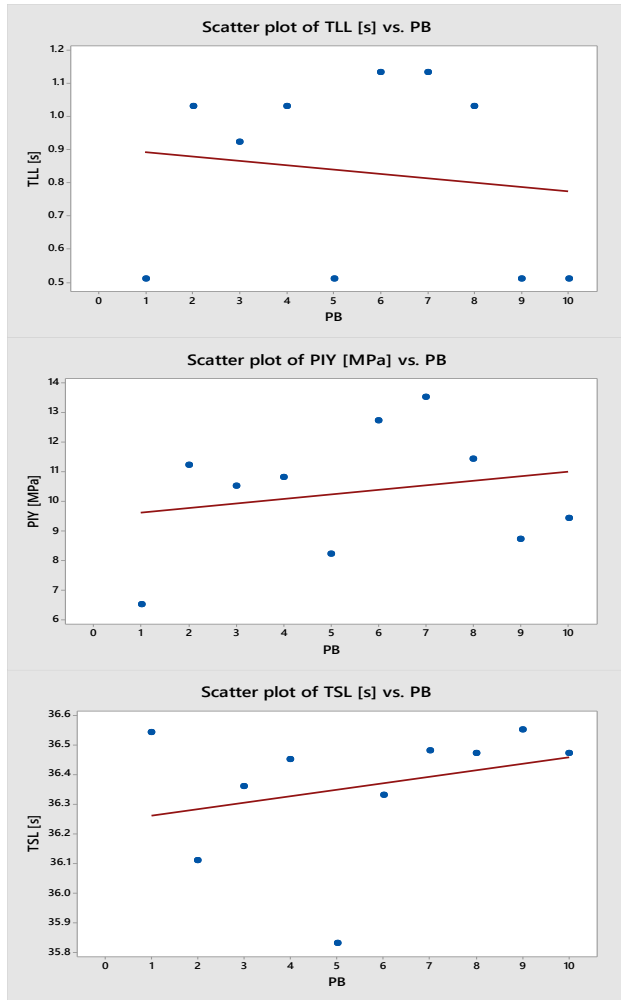 Scatter plot of TLL [s] vs. PB
1.2
1.1
1.0
0.9
0.8
0.7
0.6
0.5
TLL [s]
0 1 2 3 4 5 6 7 8 9 10
PB
Scatter plot of PIY [MPa] vs. PB
14
13
12
11
10
9
8
7
6
PIY [MPa]
0 1 2 3 4 5 6 7 8 9 10
PB
Scatter plot of TSL [s] vs. PB
36.6
36.5
36.4
36.3
36.2
36.1
36.0
35.9
35.8
TSL [s]
0 1 2 3 4 5 6 7 8 9 10
PB